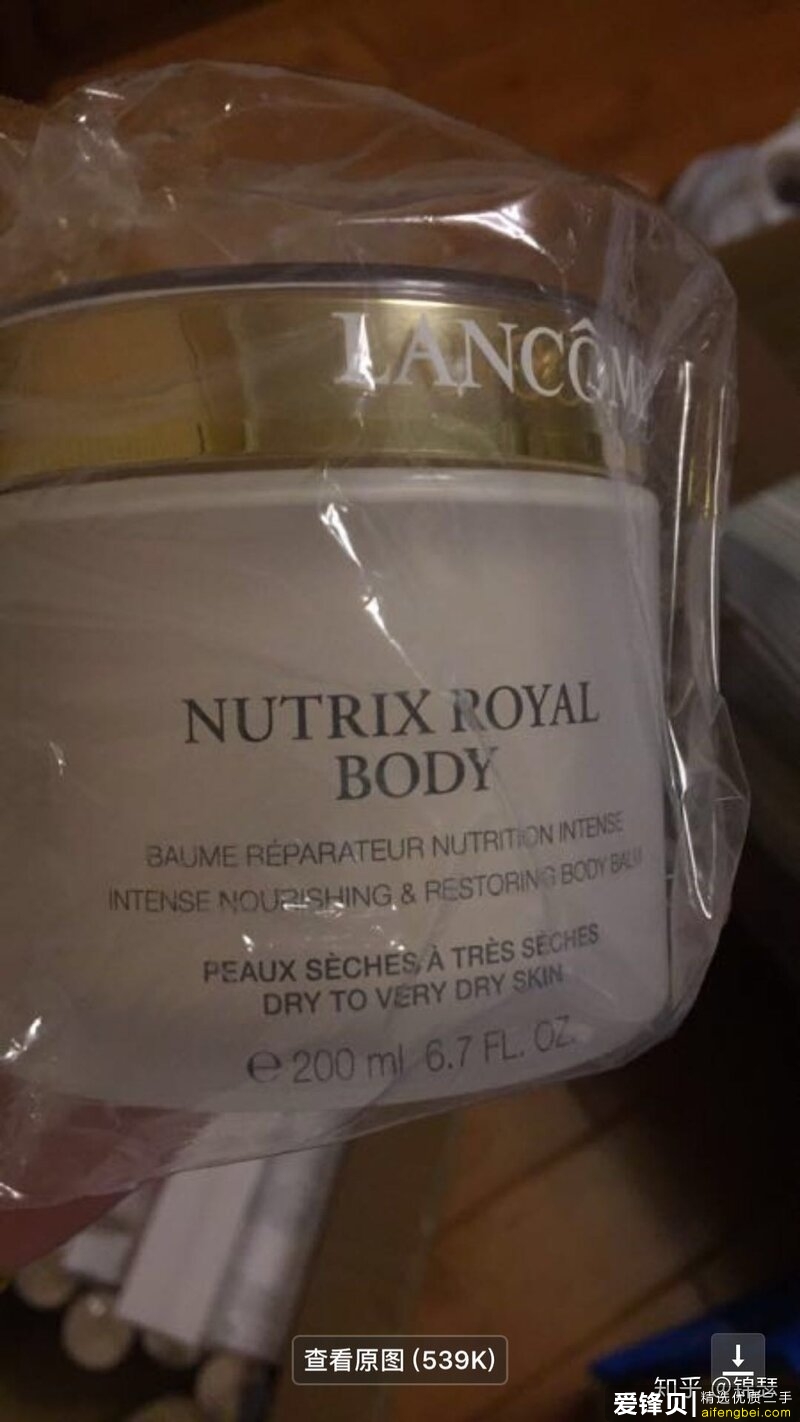 LANCÔM
NUTRIX ROYAL
BODY
BAUME RÉPARATEUR NUTRITION INTENSE
INTENSE NOURISHING & RESTORING BODY BALM
PEAUX SÈCHES À TRÈS SÈCHES
DRY TO VERY DRY SKIN
℮ 200 ml 6.7 FL. OZ.
查看原图 (539K)
知乎 @锦瑟
爱锋贝 精选优质二手
aifengbei.com